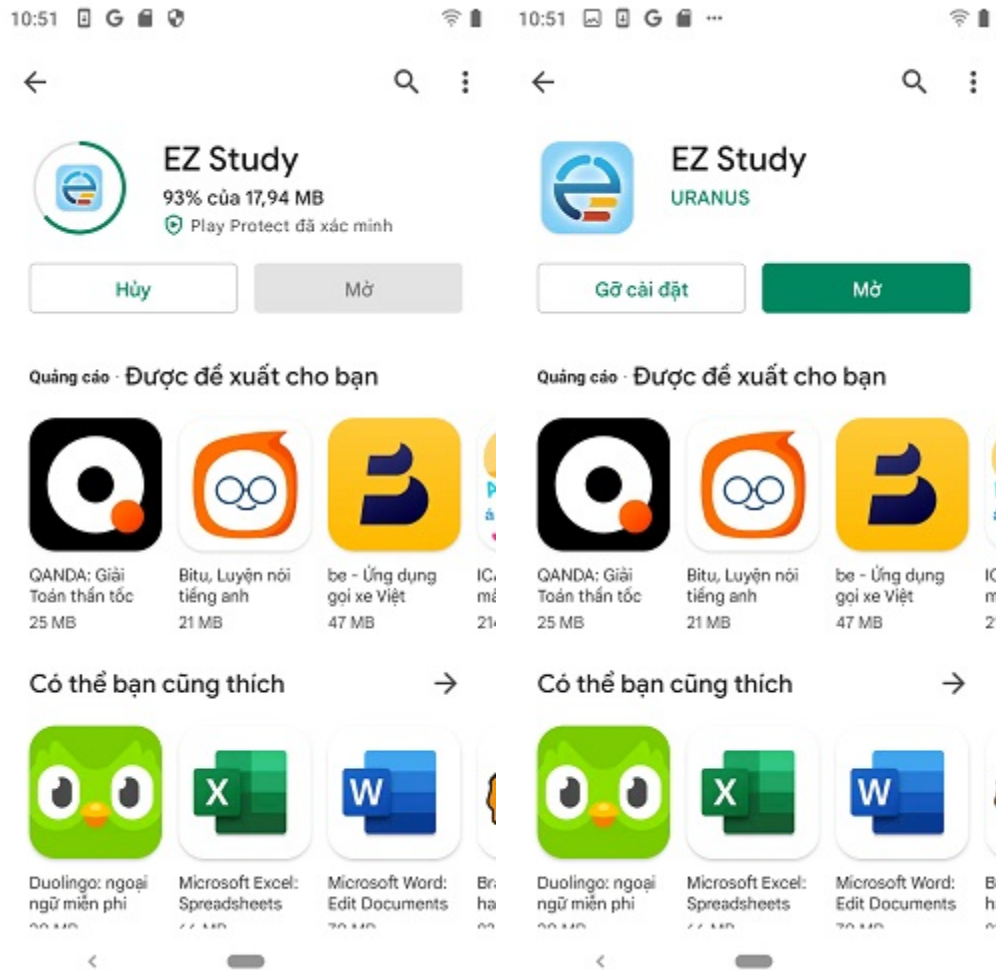 10:51
EZ Study
93% của 17,94 MB
Play Protect đã xác minh
Hủy
Mở
Quảng cáo · Được đề xuất cho bạn
QANDA: Giải
Toán thần tốc
25 MB
Bitu, Luyện nói
tiếng anh
21 MB
be - Ứng dụng
gọi xe Việt
47 MB
Có thể bạn cũng thích
Duolingo: ngoại
ngữ miễn phí
Microsoft Excel:
Spreadsheets
Microsoft Word:
Edit Documents
10:51
EZ Study
URANUS
Gỡ cài đặt
Mở
Quảng cáo · Được đề xuất cho bạn
QANDA: Giải
Toán thần tốc
25 MB
Bitu, Luyện nói
tiếng anh
21 MB
be - Ứng dụng
gọi xe Việt
47 MB
Có thể bạn cũng thích
Duolingo: ngoại
ngữ miễn phí
Microsoft Excel:
Spreadsheets
Microsoft Word:
Edit Documents